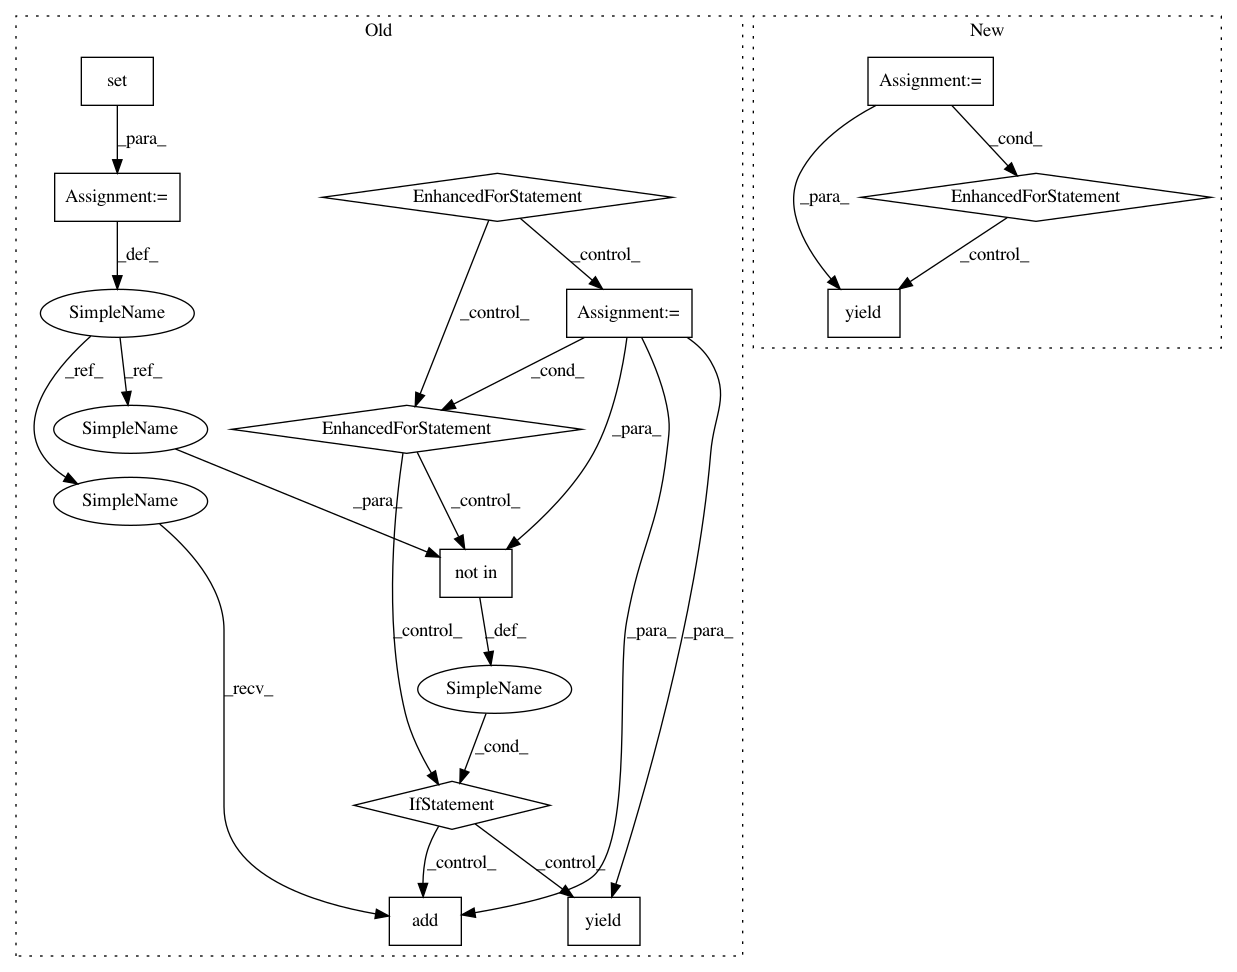 Old
New
set
Assignment:=
_para_
_cond_
Assignment:=
EnhancedForStatement
EnhancedForStatement
_para_
_def_
_control_
_control_
SimpleName
_control_
Assignment:=
yield
_ref_
_ref_
_cond_
SimpleName
EnhancedForStatement
_para_
SimpleName
_para_
_control_
not in
_control_
_def_
_para_
_para_
_recv_
SimpleName
_cond_
IfStatement
_control_
_control_
add
yield